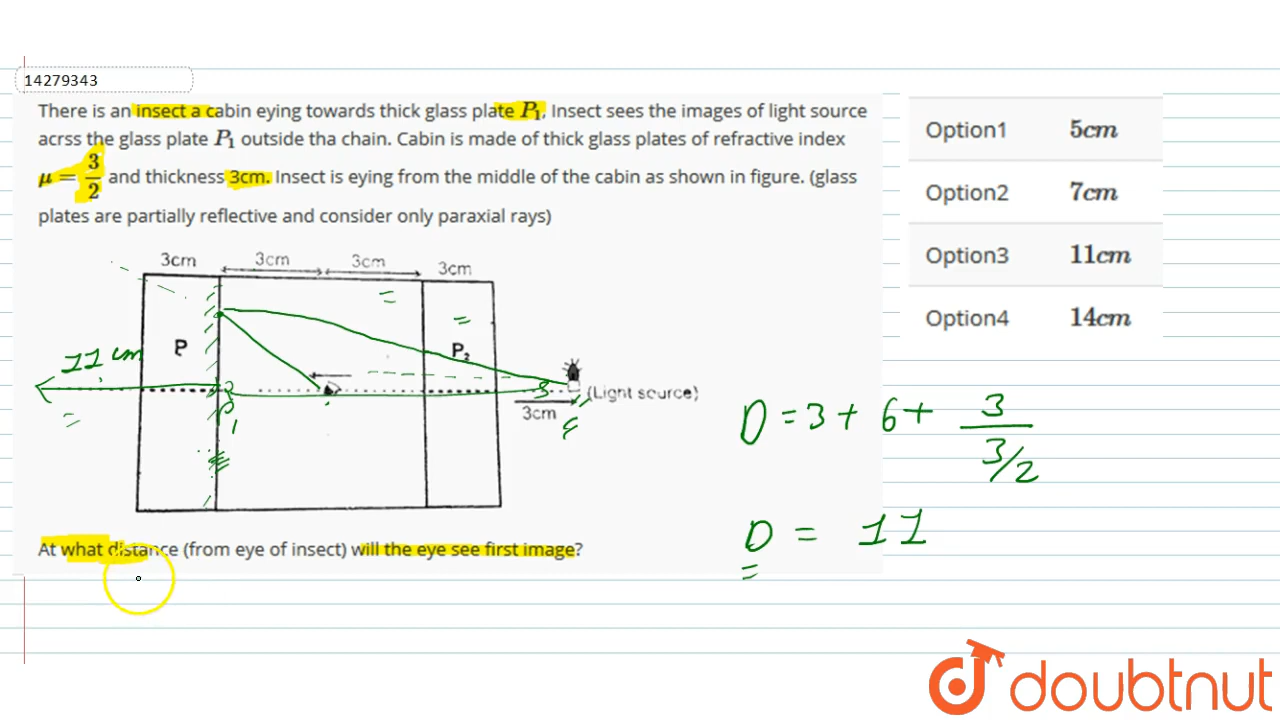 14279343
There is an insect a cabin eying towards thick glass plate P₁, Insect sees the images of light source
acrss the glass plate P₁ outside tha chain. Cabin is made of thick glass plates of refractive index
μ = 3/2 and thickness 3cm. Insect is eying from the middle of the cabin as shown in figure. (glass
plates are partially reflective and consider only paraxial rays)
3cm 3cm 3cm 3cm
P
P₂
11 cm
P₁
3
(Light source)
3cm
At what distance (from eye of insect) will the eye see first image?
Option1 5cm
Option2 7cm
Option3 11cm
Option4 14cm
D = 3 + 6 + 3/(3/2)
D = 11
doubtnut